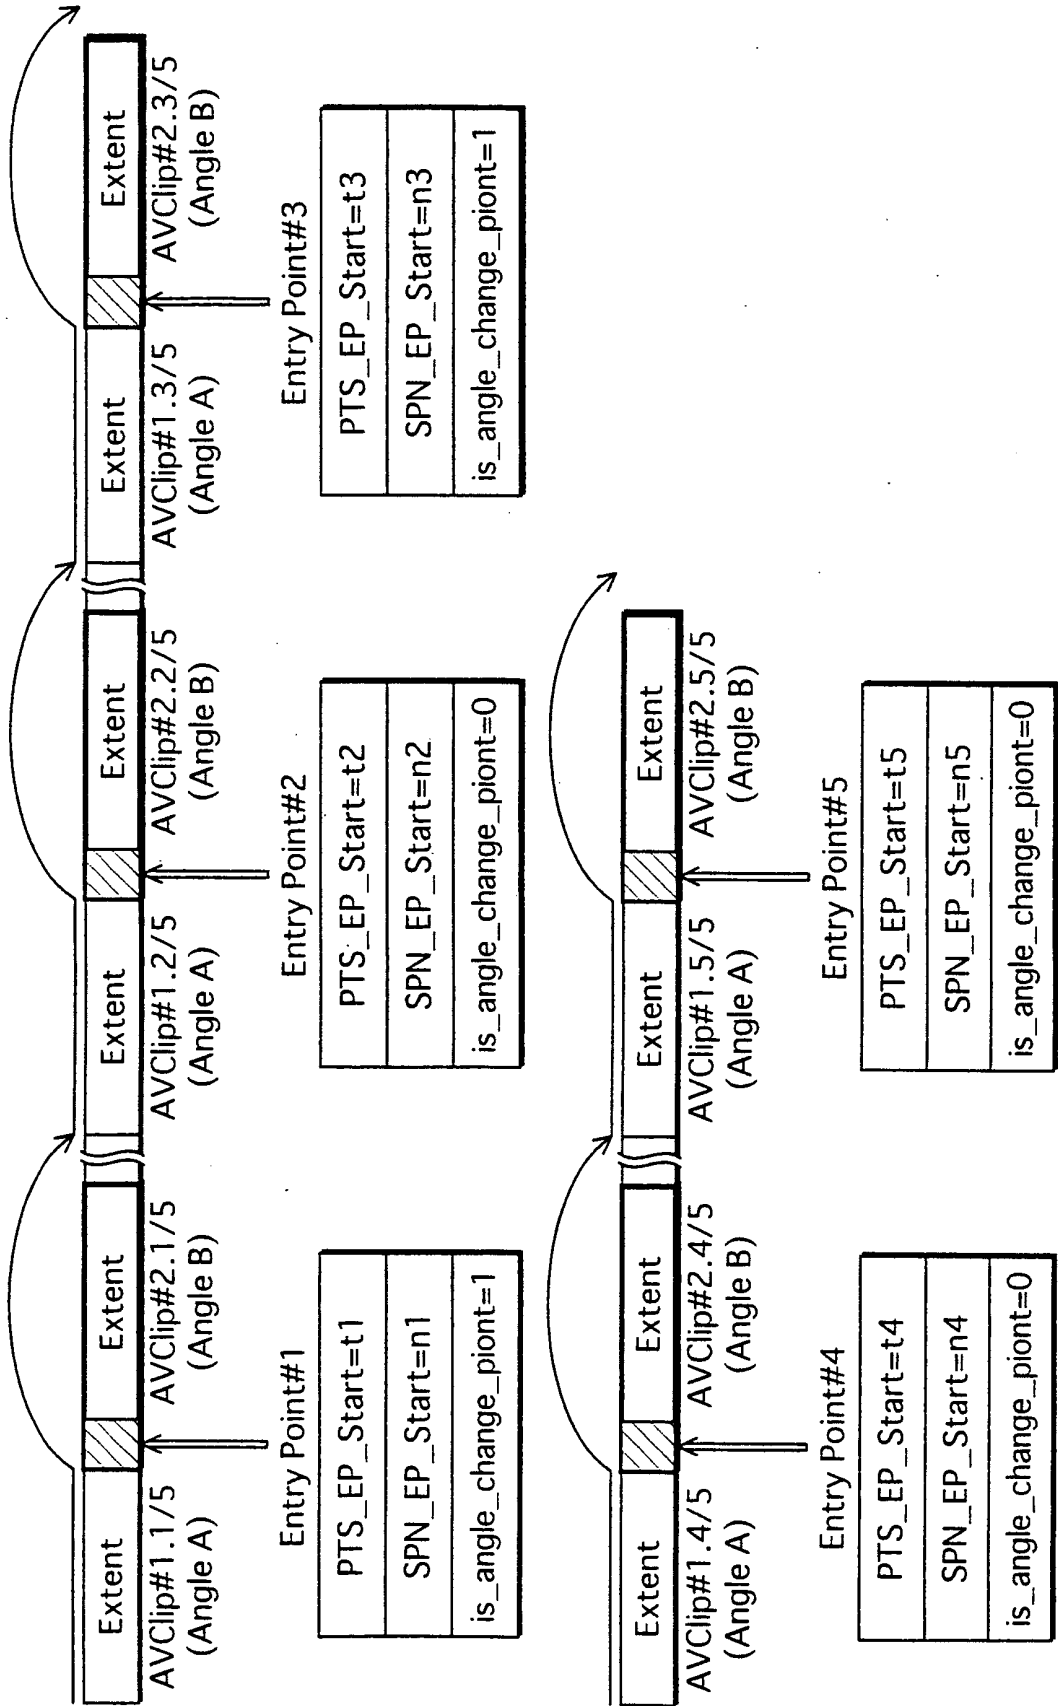 Extent
Extent
Extent
Extent
Extent
Extent
AVClip#1.1/5
(Angle A)
AVClip#2.1/5
(Angle B)
AVClip#1.2/5
(Angle A)
AVClip#2.2/5
(Angle B)
AVClip#1.3/5
(Angle A)
AVClip#2.3/5
(Angle B)
Entry Point#1
PTS_EP_Start=t1
SPN_EP_Start=n1
is_angle_change_piont=1
Entry Point#2
PTS_EP_Start=t2
SPN_EP_Start=n2
is_angle_change_piont=0
Entry Point#3
PTS_EP_Start=t3
SPN_EP_Start=n3
is_angle_change_piont=1
Extent
Extent
Extent
Extent
AVClip#1.4/5
(Angle A)
AVClip#2.4/5
(Angle B)
AVClip#1.5/5
(Angle A)
AVClip#2.5/5
(Angle B)
Entry Point#4
PTS_EP_Start=t4
SPN_EP_Start=n4
is_angle_change_piont=0
Entry Point#5
PTS_EP_Start=t5
SPN_EP_Start=n5
is_angle_change_piont=0